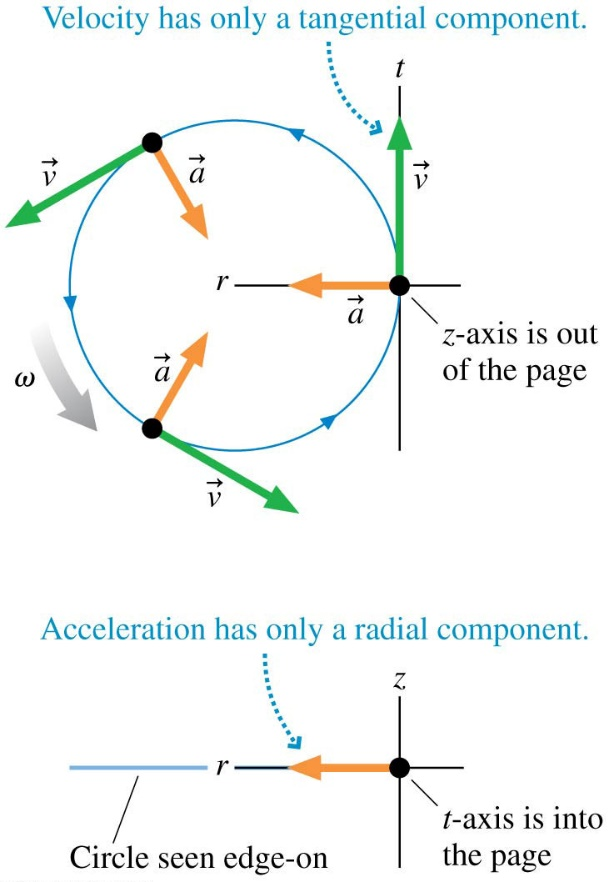 Velocity has only a tangential component.
t
v⃗
a⃗
v⃗
r
a⃗
z-axis is out
of the page
a⃗
ω
v⃗
Acceleration has only a radial component.
z
r
t-axis is into
the page
Circle seen edge-on